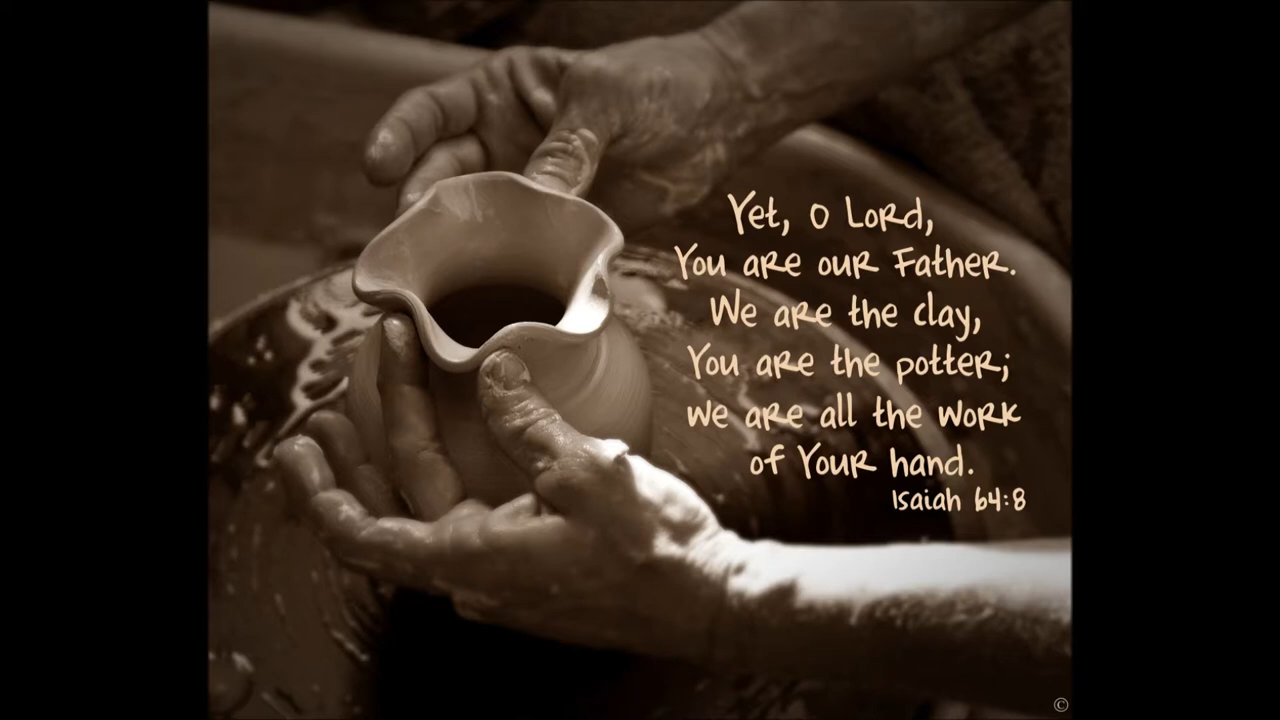 Yet, O Lord,
You are our Father.
We are the clay,
You are the potter;
we are all the work
of Your hand.
Isaiah 64:8
©